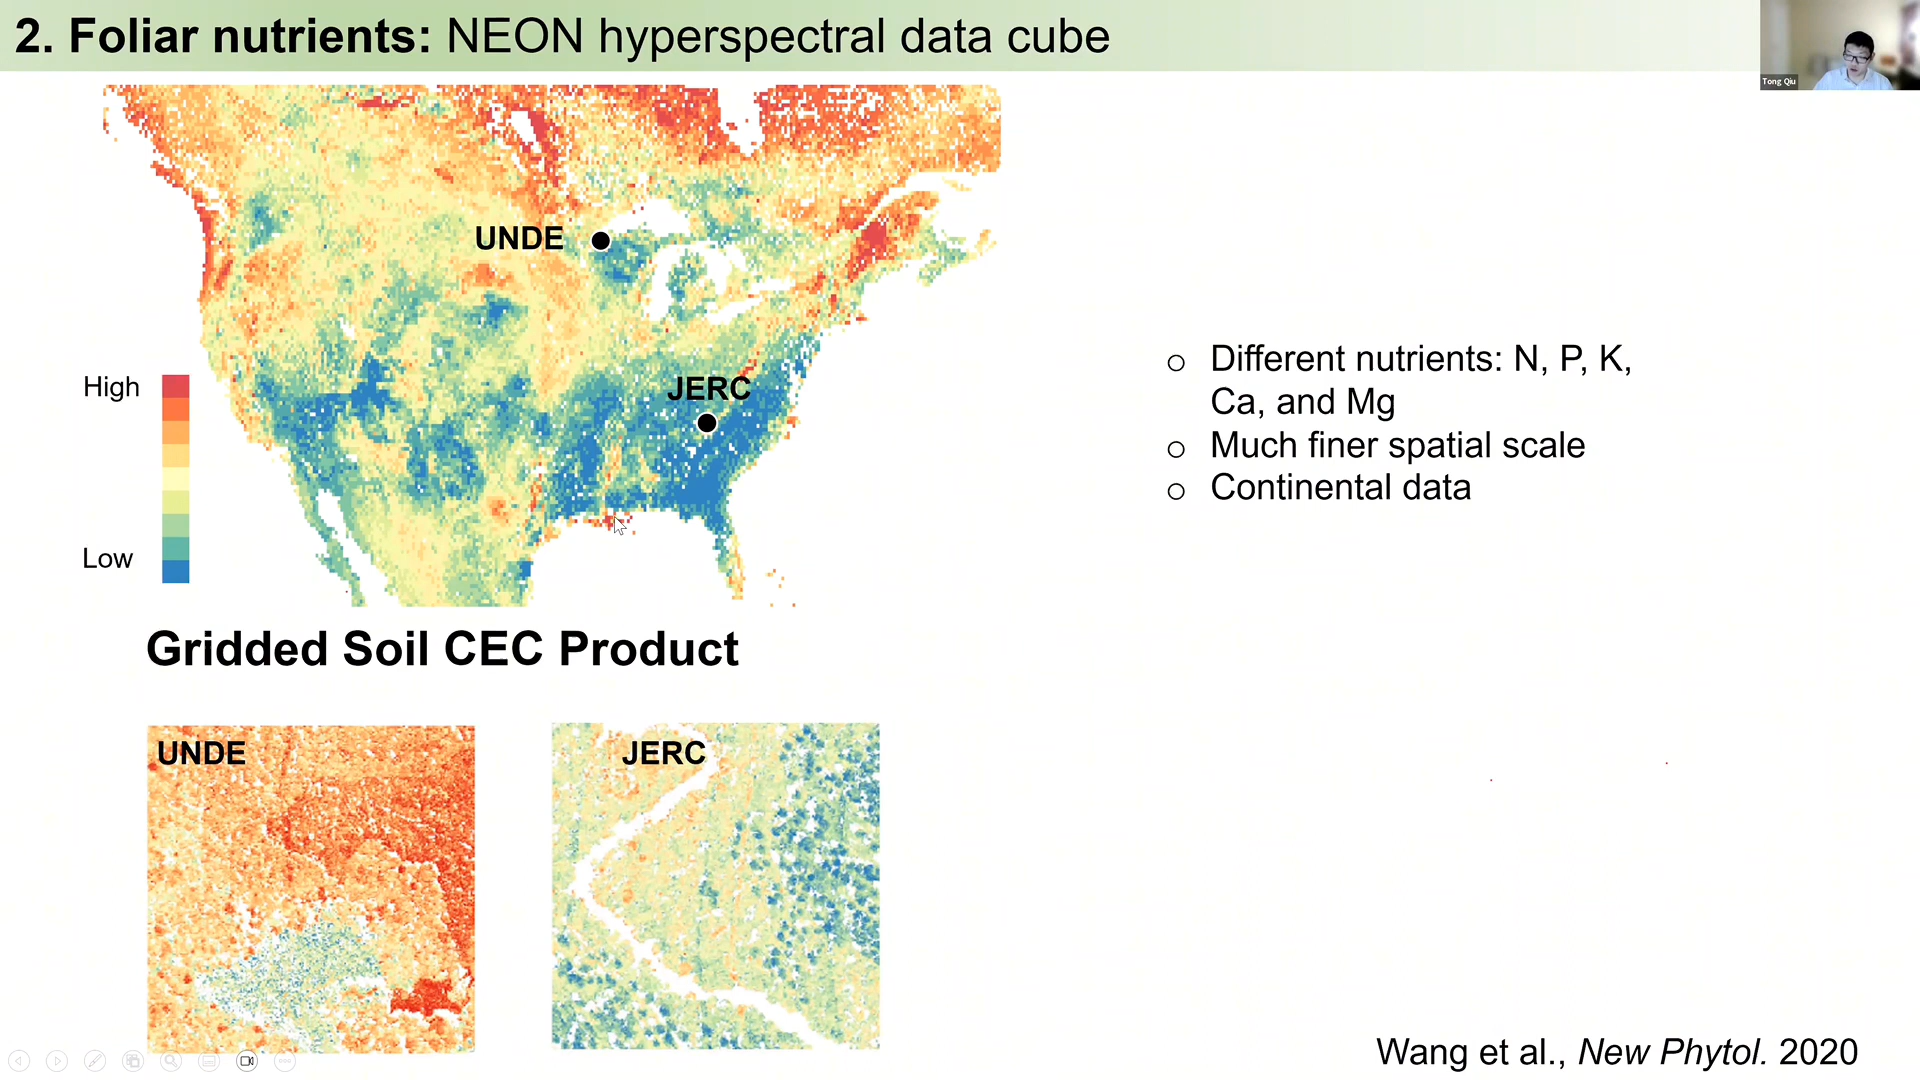 2. Foliar nutrients: NEON hyperspectral data cube
Tong Qiu
UNDE
JERC
High
Low
○ Different nutrients: N, P, K,
Ca, and Mg
○ Much finer spatial scale
○ Continental data
Gridded Soil CEC Product
UNDE
JERC
Wang et al., New Phytol. 2020